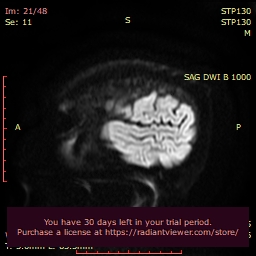 Im: 21/48
Se: 11
S
STP130
STP130
M
SAG DWI B 1000
A
P
You have 30 days left in your trial period.
Purchase a license at https://radiantviewer.com/store/